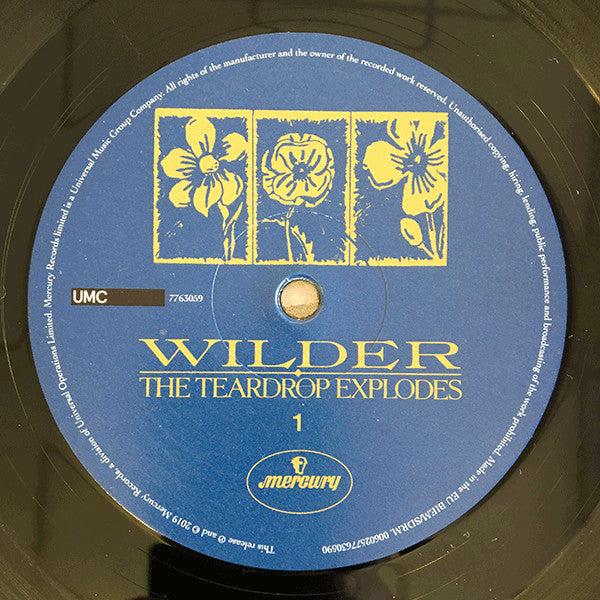 This release ℗ and © 2019 Mercury Records a division of Universal Operations Limited. Mercury Records limited is a Universal Music Group Company. All rights of the manufacturer and the owner of the recorded work reserved. Unauthorised copying, hiring, lending, public performance and broadcasting of the work prohibited. Made in the EU BIEM/SDRM. 00602577630590
UMC
7763059
WILDER
THE TEARDROP EXPLODES
1
mercury